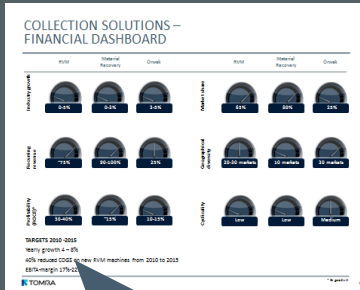 COLLECTION SOLUTIONS –
FINANCIAL DASHBOARD
RVM Material Recovery Orwak RVM Material Recovery Orwak
Industry growth
0-5% 0-3% 3-5%
Market share
65% 30% 25%
Recurring revenue
~75% 80-100% 25%
Geographical diversity
20-30 markets 10 markets 30 markets
Profitability (ROCE)*
30-40% ~25% 10-15%
Cyclicality
Low Low Medium
TARGETS 2010 -2015
Yearly growth 4 – 8%
40% reduced COGS on new RVM machines from 2010 to 2015
EBITA-margin 17%-22
TOMRA